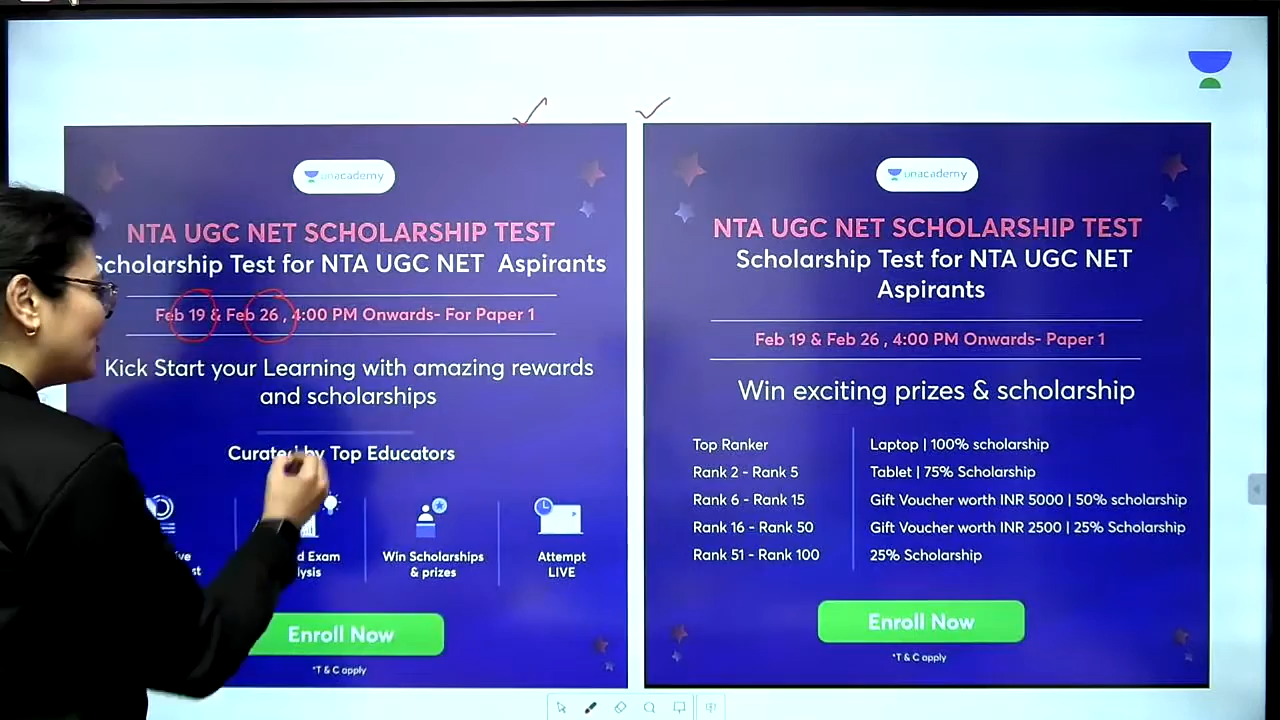 unacademy
NTA UGC NET SCHOLARSHIP TEST
Scholarship Test for NTA UGC NET Aspirants
Feb 19 & Feb 26 , 4:00 PM Onwards- For Paper 1
Kick Start your Learning with amazing rewards
and scholarships
Curated by Top Educators
Exam
Win Scholarships
& prizes
Attempt
LIVE
Enroll Now
*T & C apply
unacademy
NTA UGC NET SCHOLARSHIP TEST
Scholarship Test for NTA UGC NET
Aspirants
Feb 19 & Feb 26 , 4:00 PM Onwards- Paper 1
Win exciting prizes & scholarship
Top Ranker Laptop | 100% scholarship
Rank 2 - Rank 5 Tablet | 75% Scholarship
Rank 6 - Rank 15 Gift Voucher worth INR 5000 | 50% scholarship
Rank 16 - Rank 50 Gift Voucher worth INR 2500 | 25% Scholarship
Rank 51 - Rank 100 25% Scholarship
Enroll Now
*T & C apply